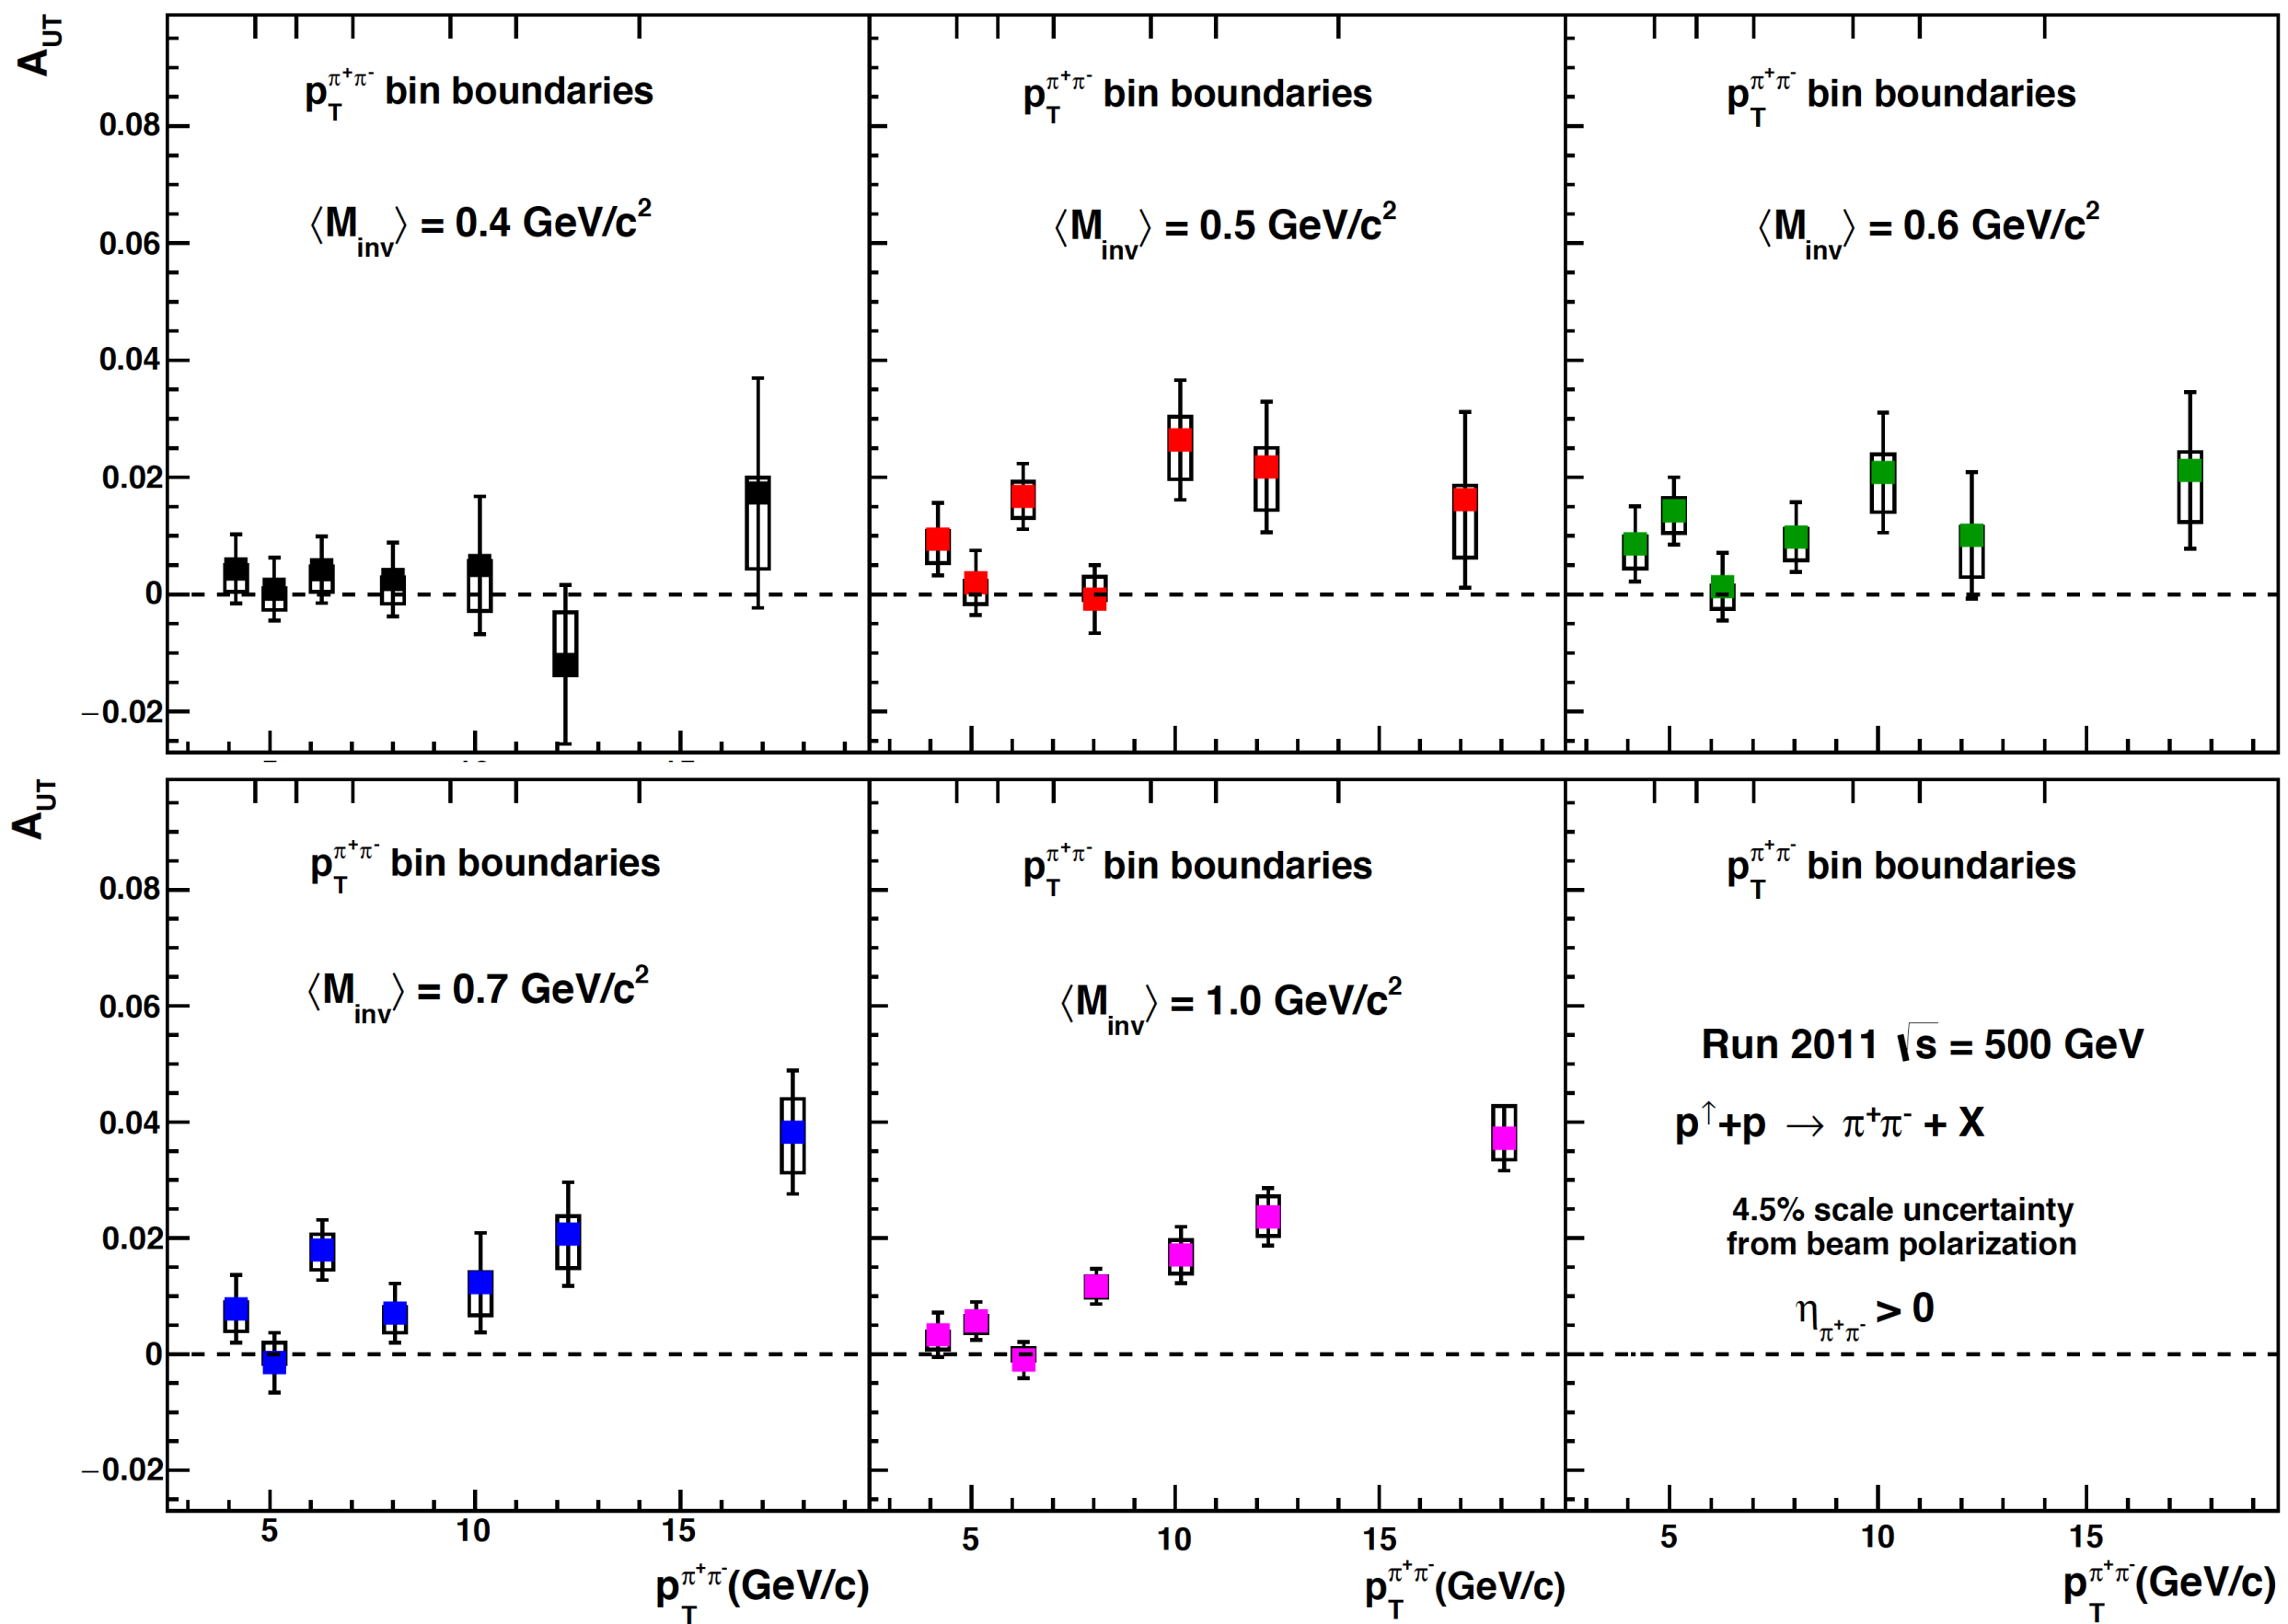 A_UT
p_T^π⁺π⁻ bin boundaries
⟨M_inv⟩ = 0.4 GeV/c²
0.08
0.06
0.04
0.02
0
−0.02
p_T^π⁺π⁻ bin boundaries
⟨M_inv⟩ = 0.5 GeV/c²
p_T^π⁺π⁻ bin boundaries
⟨M_inv⟩ = 0.6 GeV/c²
A_UT
p_T^π⁺π⁻ bin boundaries
⟨M_inv⟩ = 0.7 GeV/c²
0.08
0.06
0.04
0.02
0
−0.02
5 10 15
p_T^π⁺π⁻(GeV/c)
p_T^π⁺π⁻ bin boundaries
⟨M_inv⟩ = 1.0 GeV/c²
5 10 15
p_T^π⁺π⁻(GeV/c)
p_T^π⁺π⁻ bin boundaries
Run 2011 √s = 500 GeV
p^↑+p → π⁺π⁻ + X
4.5% scale uncertainty
from beam polarization
η_π⁺π⁻ > 0
5 10 15
p_T^π⁺π⁻(GeV/c)